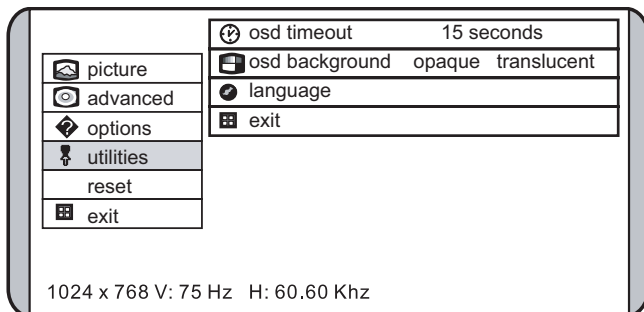 picture
advanced
options
utilities
reset
exit
osd timeout 15 seconds
osd background opaque translucent
language
exit
1024 x 768 V: 75 Hz H: 60.60 Khz